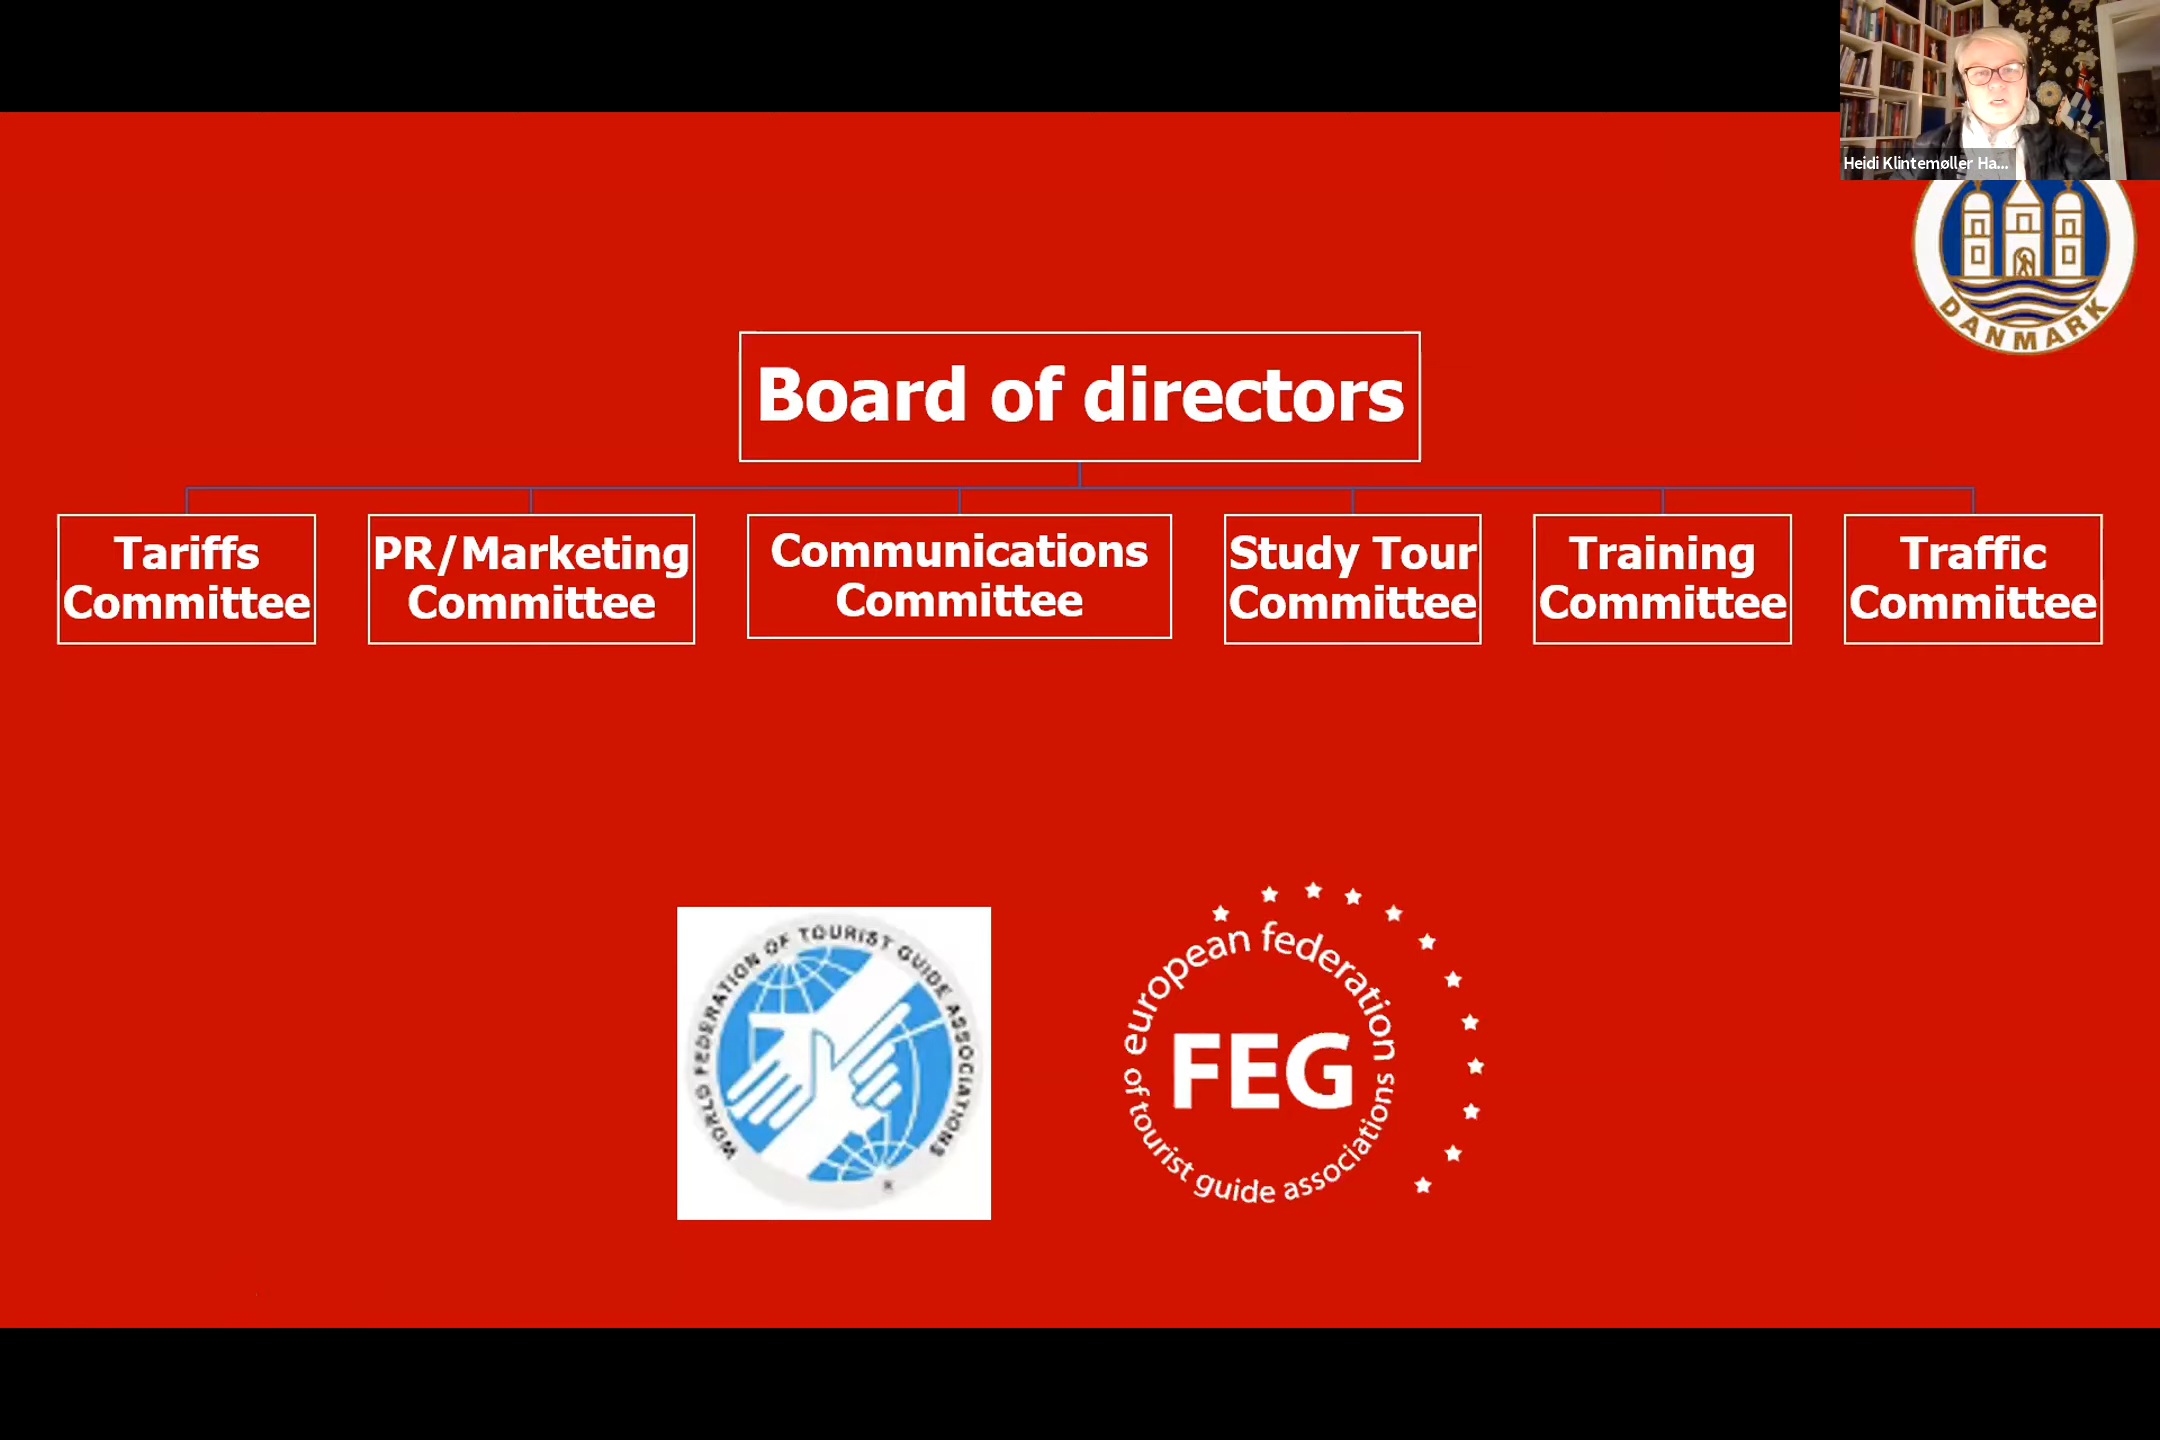 Heidi Klintemøller Ha...
DANMARK
Board of directors
Tariffs
Committee
PR/Marketing
Committee
Communications
Committee
Study Tour
Committee
Training
Committee
Traffic
Committee
WORLD FEDERATION OF TOURIST GUIDE ASSOCIATIONS
®
european federation
of tourist guide associations
FEG